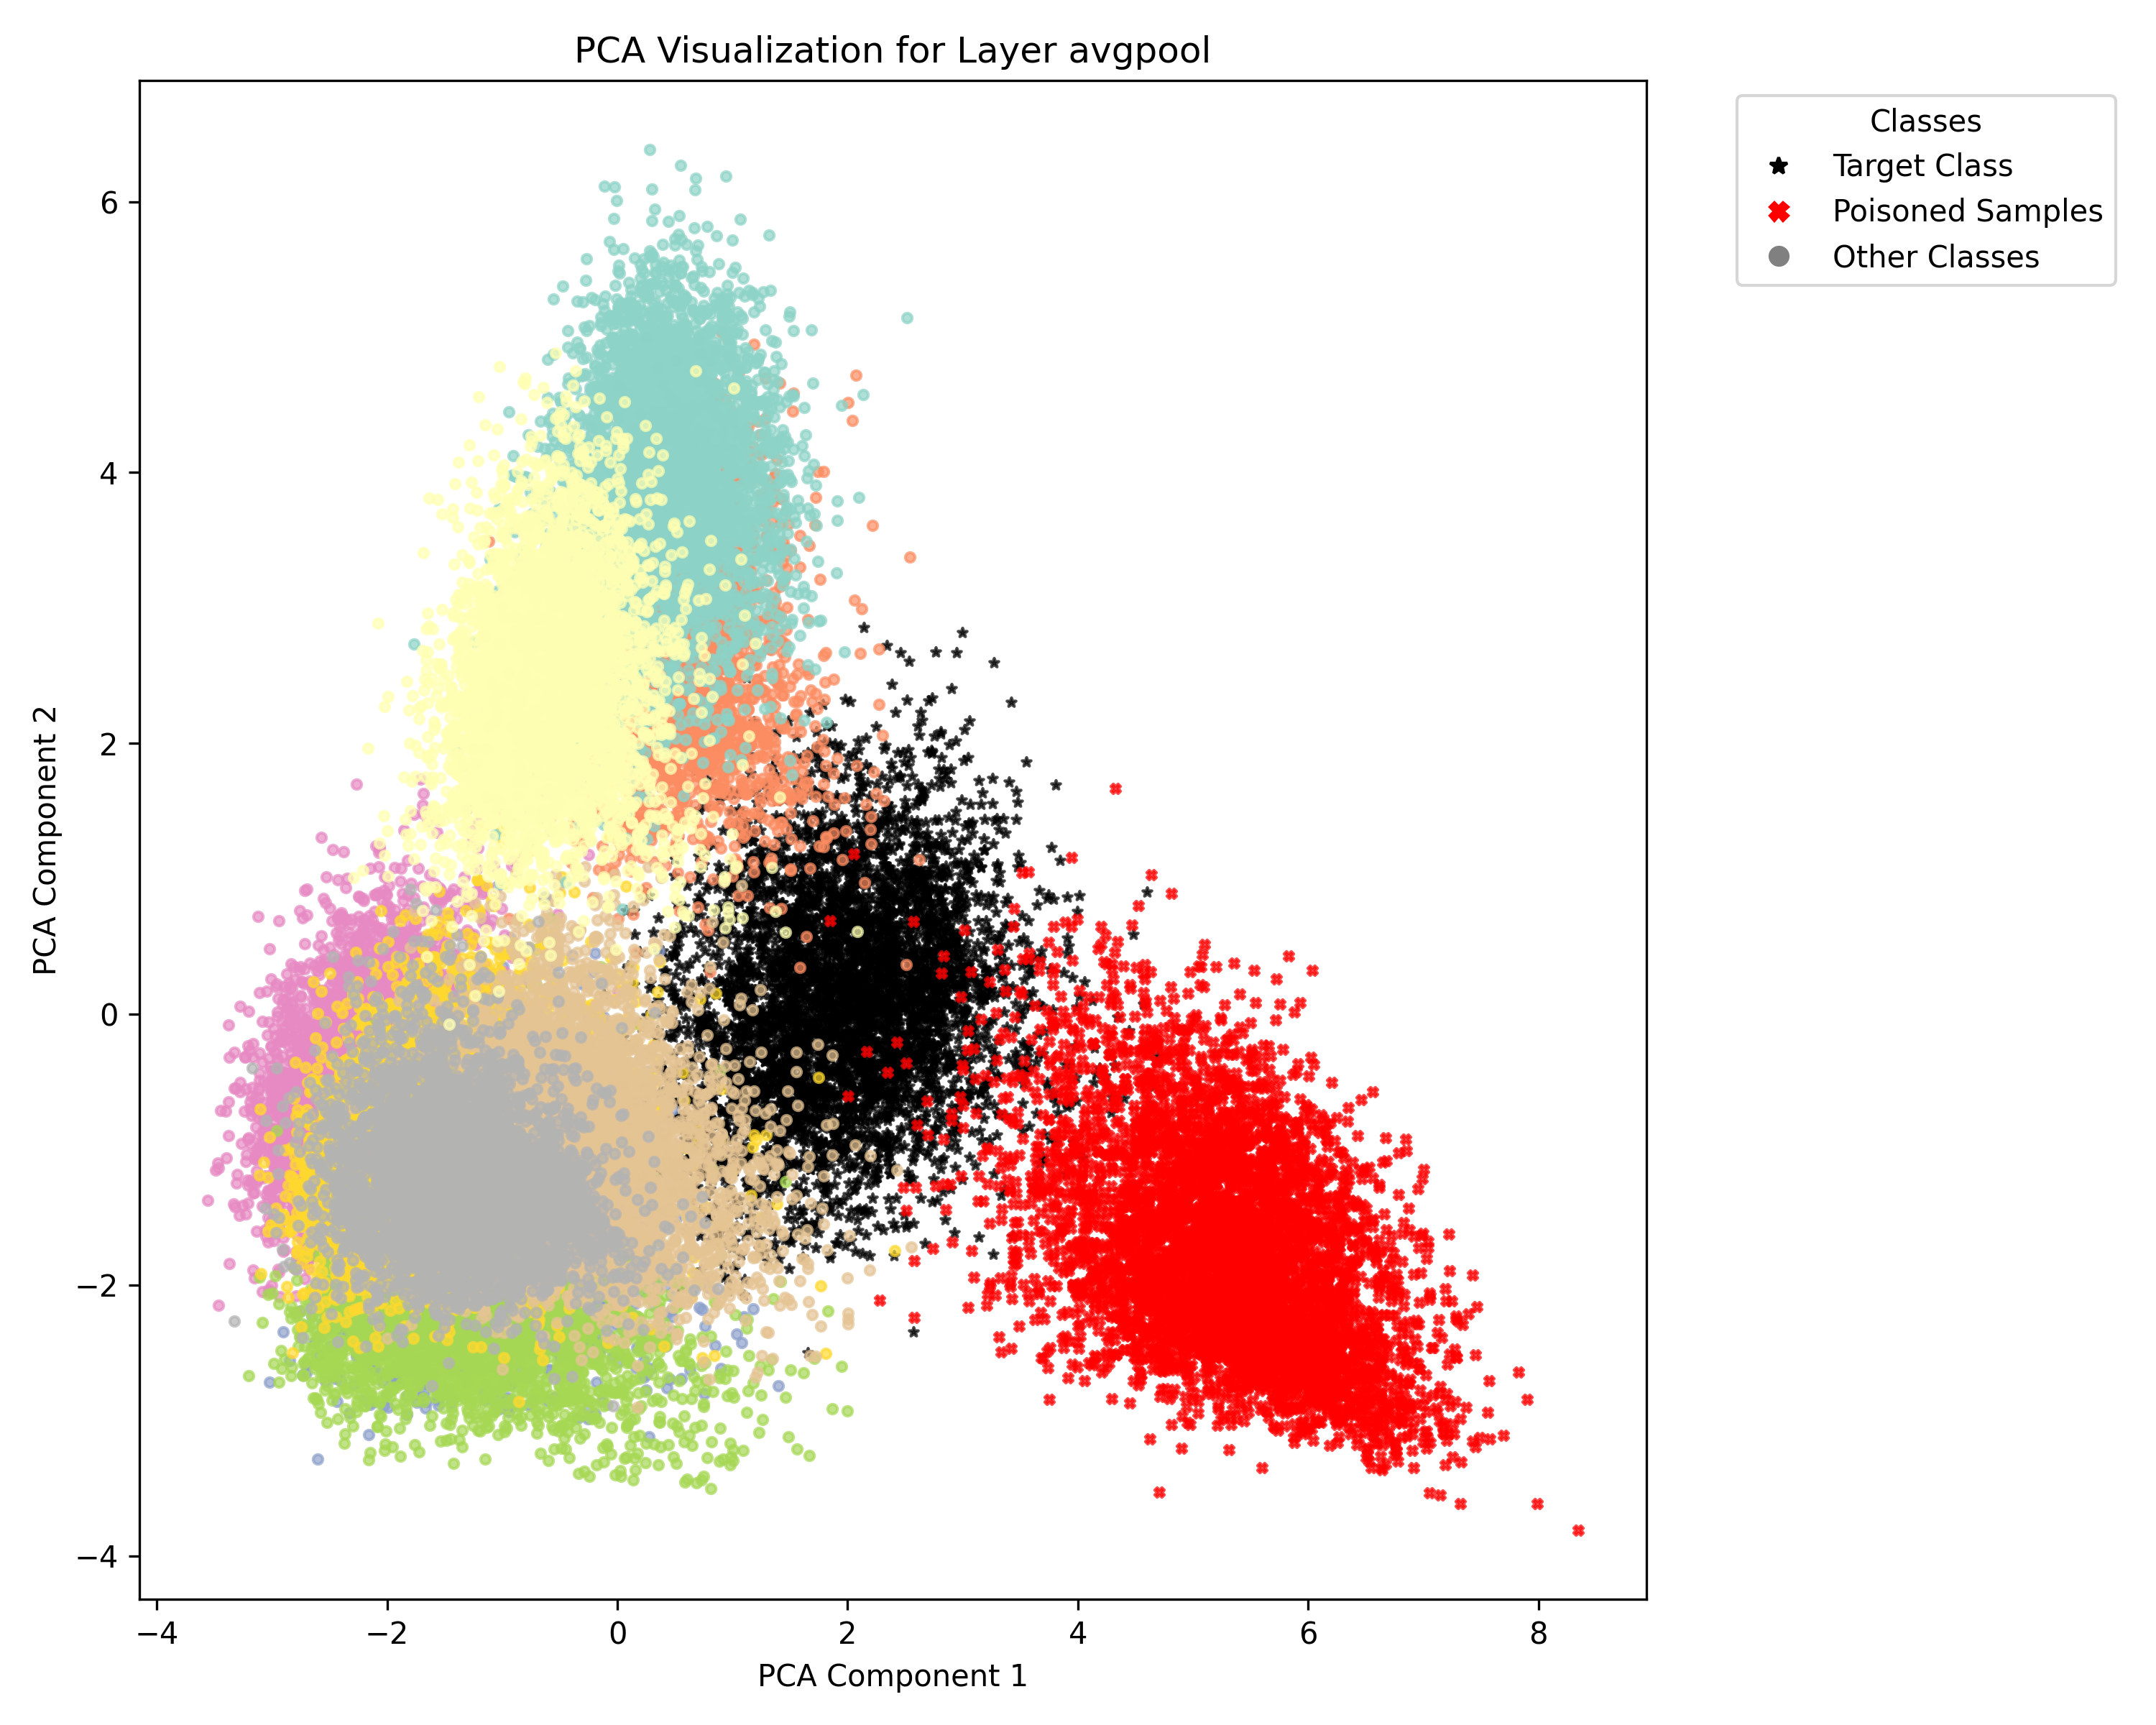 PCA Visualization for Layer avgpool
Classes
Target Class
Poisoned Samples
Other Classes
6
4
2
0
−2
−4
PCA Component 2
−4
−2
0
2
4
6
8
PCA Component 1